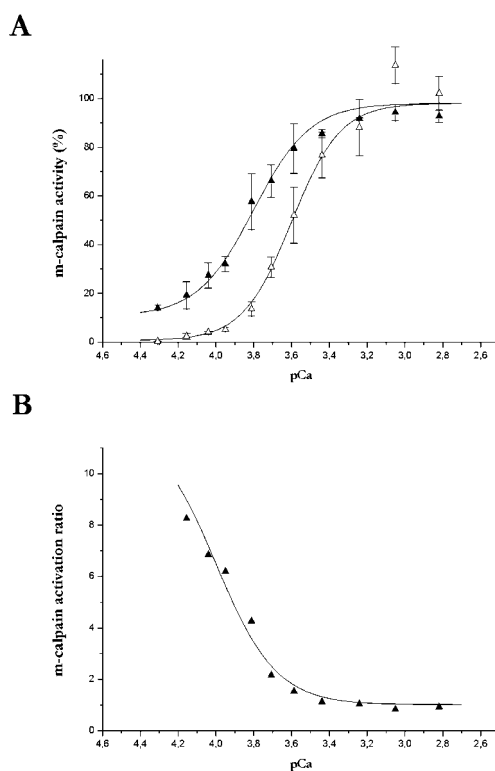 A
m-calpain activity (%)
100
80
60
40
20
0
4,6 4,4 4,2 4,0 3,8 3,6 3,4 3,2 3,0 2,8 2,6
pCa
B
m-calpain activation ratio
10
8
6
4
2
0
4,6 4,4 4,2 4,0 3,8 3,6 3,4 3,2 3,0 2,8 2,6
pCa